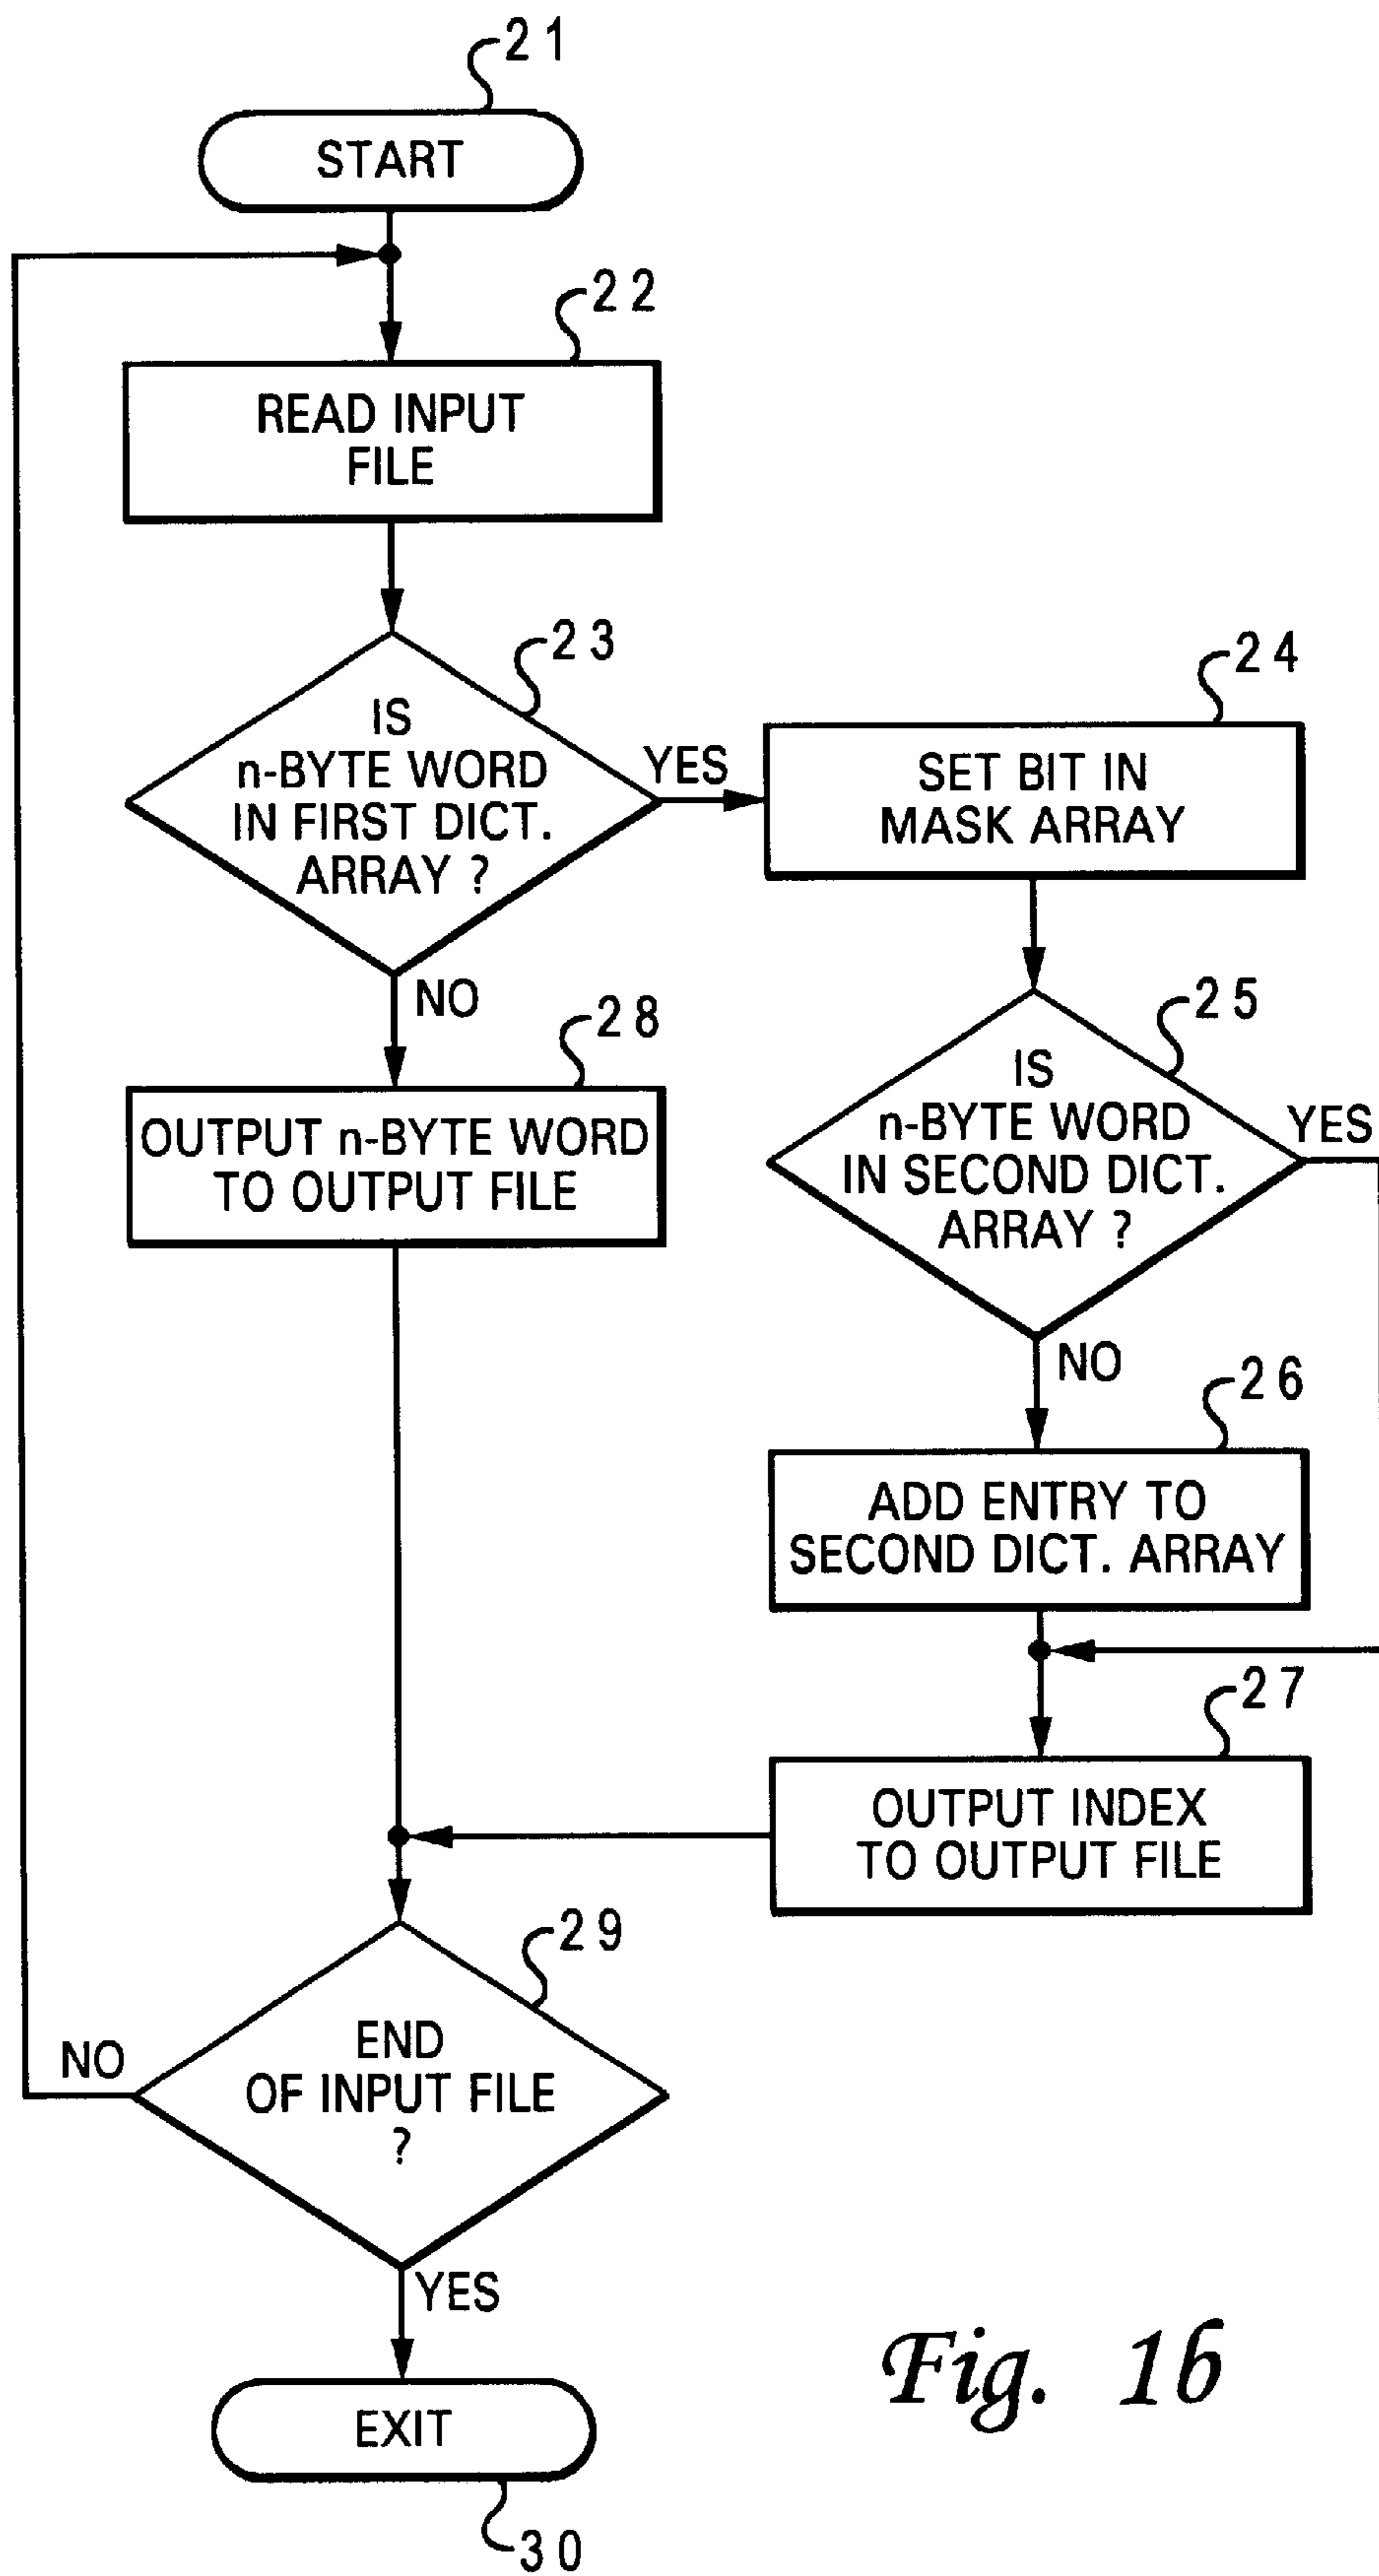 21
START
22
READ INPUT
FILE
23
IS
n-BYTE WORD
IN FIRST DICT.
ARRAY ?
YES
NO
24
SET BIT IN
MASK ARRAY
25
IS
n-BYTE WORD
IN SECOND DICT.
ARRAY ?
YES
NO
28
OUTPUT n-BYTE WORD
TO OUTPUT FILE
26
ADD ENTRY TO
SECOND DICT. ARRAY
27
OUTPUT INDEX
TO OUTPUT FILE
29
END
OF INPUT FILE
?
NO
YES
EXIT
30
Fig. 1b